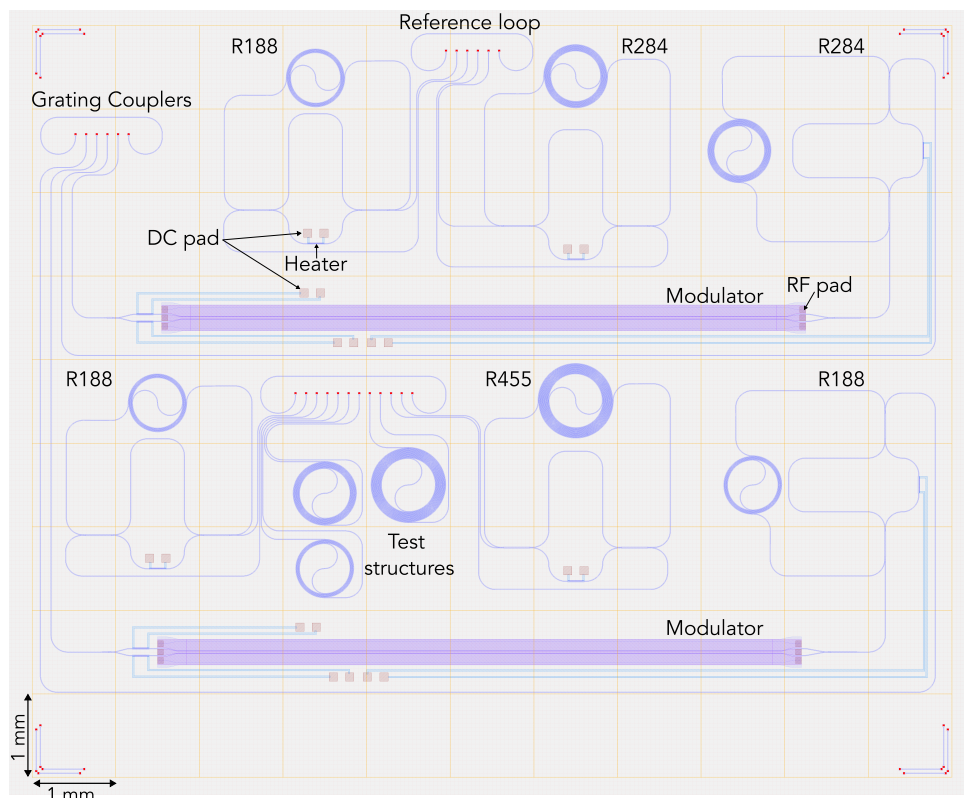 Reference loop
R188
R284
R284
Grating Couplers
DC pad
Heater
RF pad
Modulator
R188
R455
R188
Test
structures
Modulator
1 mm
1 mm